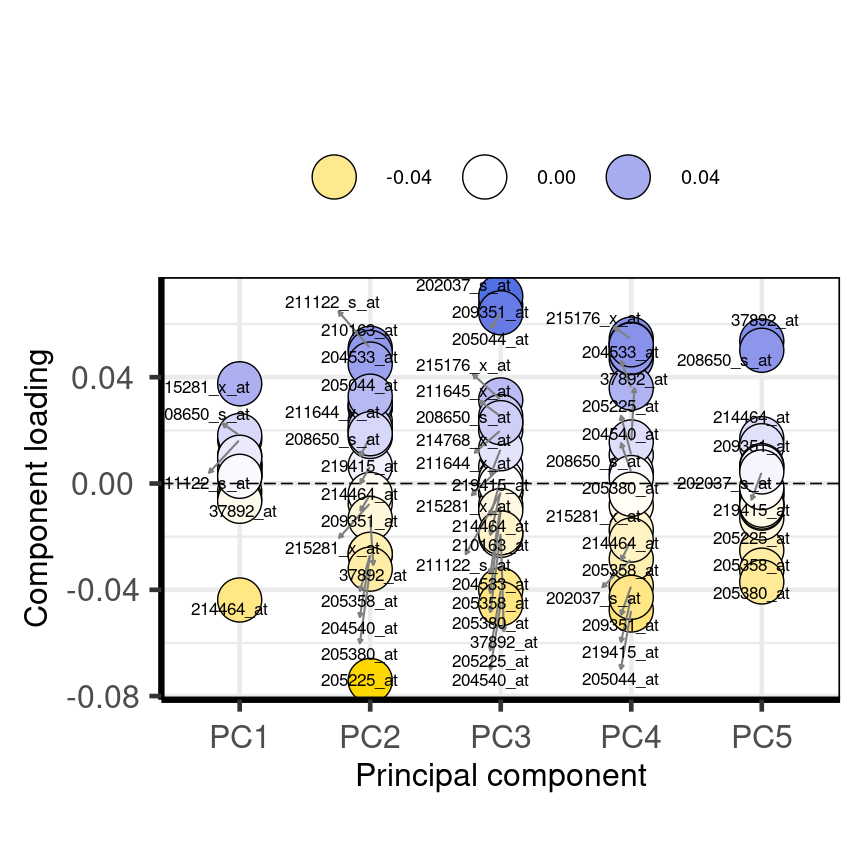 -0.04 0.00 0.04
Component loading
0.04
0.00
-0.04
-0.08
15281_x_at
08650_s_at
11122_s_at
37892_at
214464_at
211122_s_at
210163_at
204533_at
205044_at
211644_x_at
208650_s_at
219415_at
214464_at
209351_at
215281_x_at
37892_at
205358_at
204540_at
205380_at
205225_at
202037_s_at
209351_at
205044_at
215176_x_at
211645_x_at
208650_s_at
214768_x_at
211644_x_at
219415_at
215281_x_at
214464_at
210163_at
211122_s_at
204533_at
205358_at
205380_at
37892_at
205225_at
204540_at
215176_x_at
204533_at
37892_at
205225_at
204540_at
208650_s_at
205380_at
215281_x_at
214464_at
205358_at
202037_s_at
209351_at
219415_at
205044_at
37892_at
208650_s_at
214464_at
209351_at
202037_s_at
219415_at
205225_at
205358_at
205380_at
PC1 PC2 PC3 PC4 PC5
Principal component